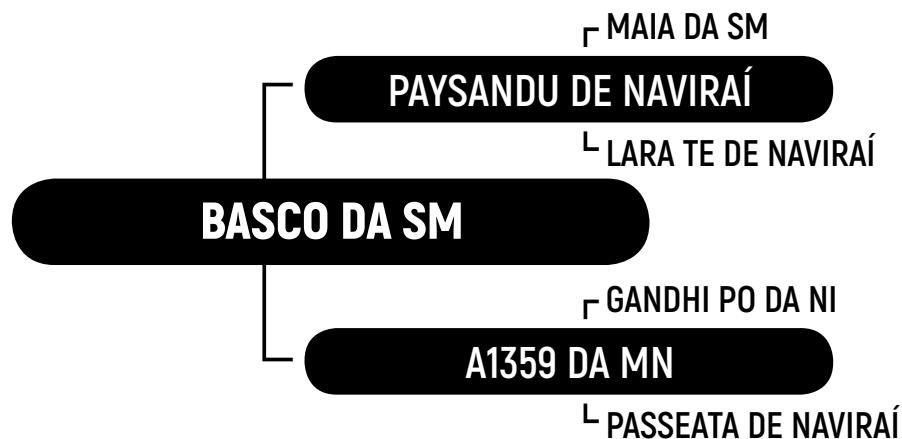 MAIA DA SM
PAYSANDU DE NAVIRAÍ
LARA TE DE NAVIRAÍ
BASCO DA SM
GANDHI PO DA NI
A1359 DA MN
PASSEATA DE NAVIRAÍ